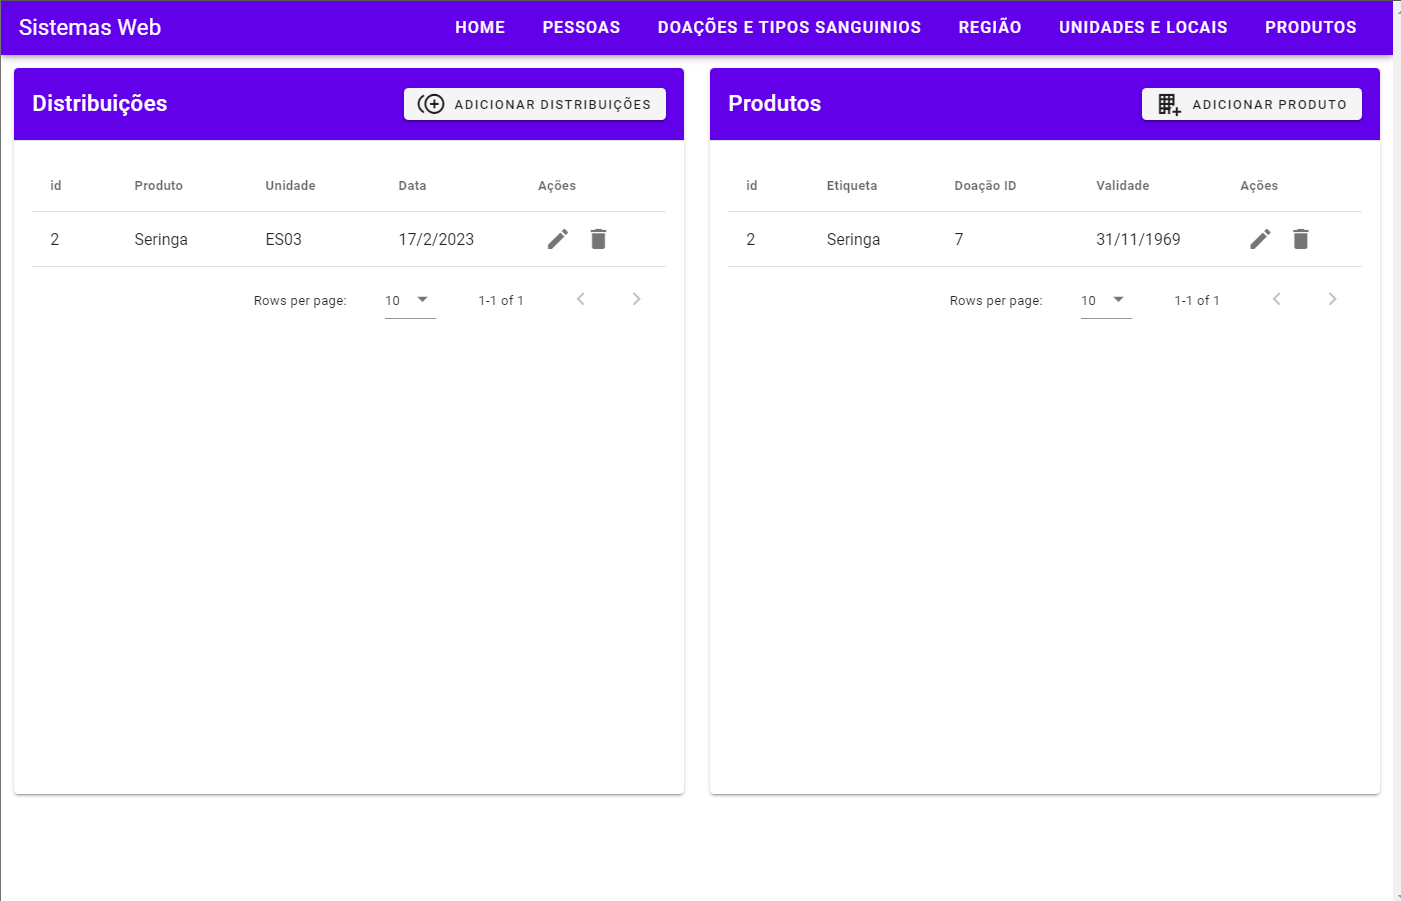 Sistemas Web HOME PESSOAS DOAÇÕES E TIPOS SANGUINIOS REGIÃO UNIDADES E LOCAIS PRODUTOS
Distribuições ADICIONAR DISTRIBUIÇÕES
id Produto Unidade Data Ações
2 Seringa ES03 17/2/2023
Rows per page: 10 1-1 of 1
Produtos ADICIONAR PRODUTO
id Etiqueta Doação ID Validade Ações
2 Seringa 7 31/11/1969
Rows per page: 10 1-1 of 1